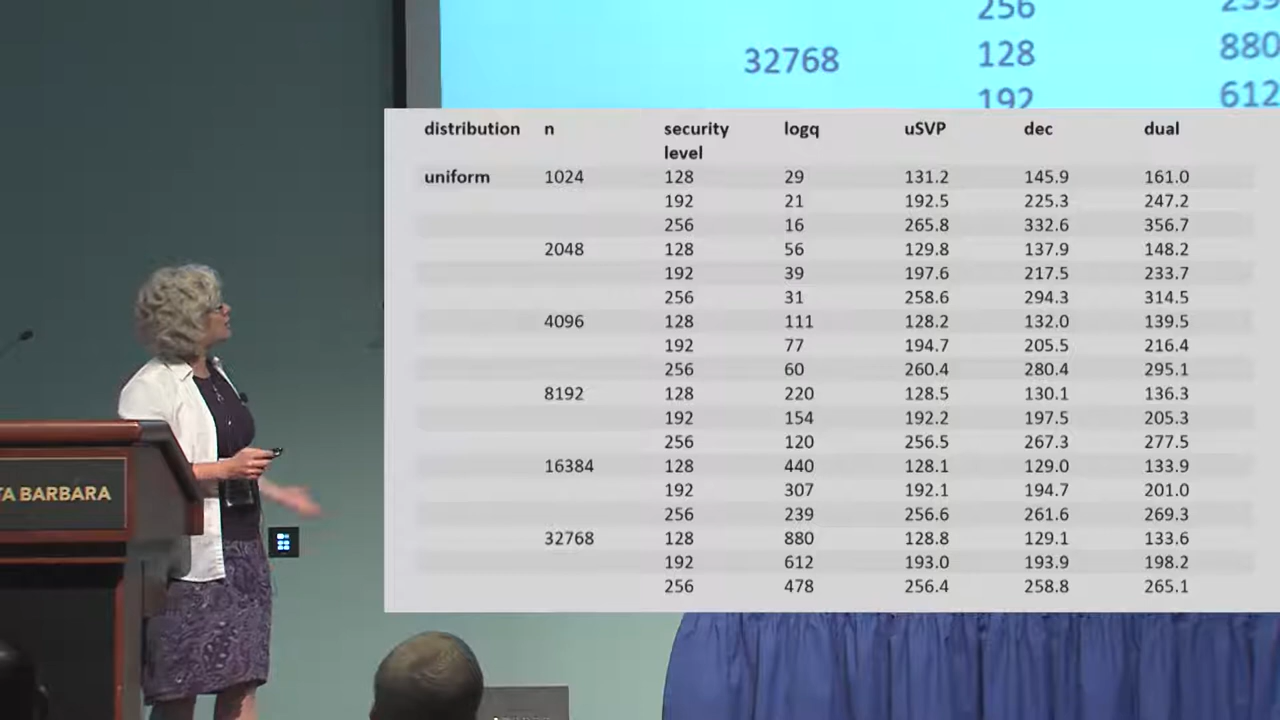 256
32768 128 880
192 612
distribution n security level logq uSVP dec dual
uniform 1024 128 29 131.2 145.9 161.0
192 21 192.5 225.3 247.2
256 16 265.8 332.6 356.7
2048 128 56 129.8 137.9 148.2
192 39 197.6 217.5 233.7
256 31 258.6 294.3 314.5
4096 128 111 128.2 132.0 139.5
192 77 194.7 205.5 216.4
256 60 260.4 280.4 295.1
8192 128 220 128.5 130.1 136.3
192 154 192.2 197.5 205.3
256 120 256.5 267.3 277.5
16384 128 440 128.1 129.0 133.9
192 307 192.1 194.7 201.0
256 239 256.6 261.6 269.3
32768 128 880 128.8 129.1 133.6
192 612 193.0 193.9 198.2
256 478 256.4 258.8 265.1
TA BARBARA